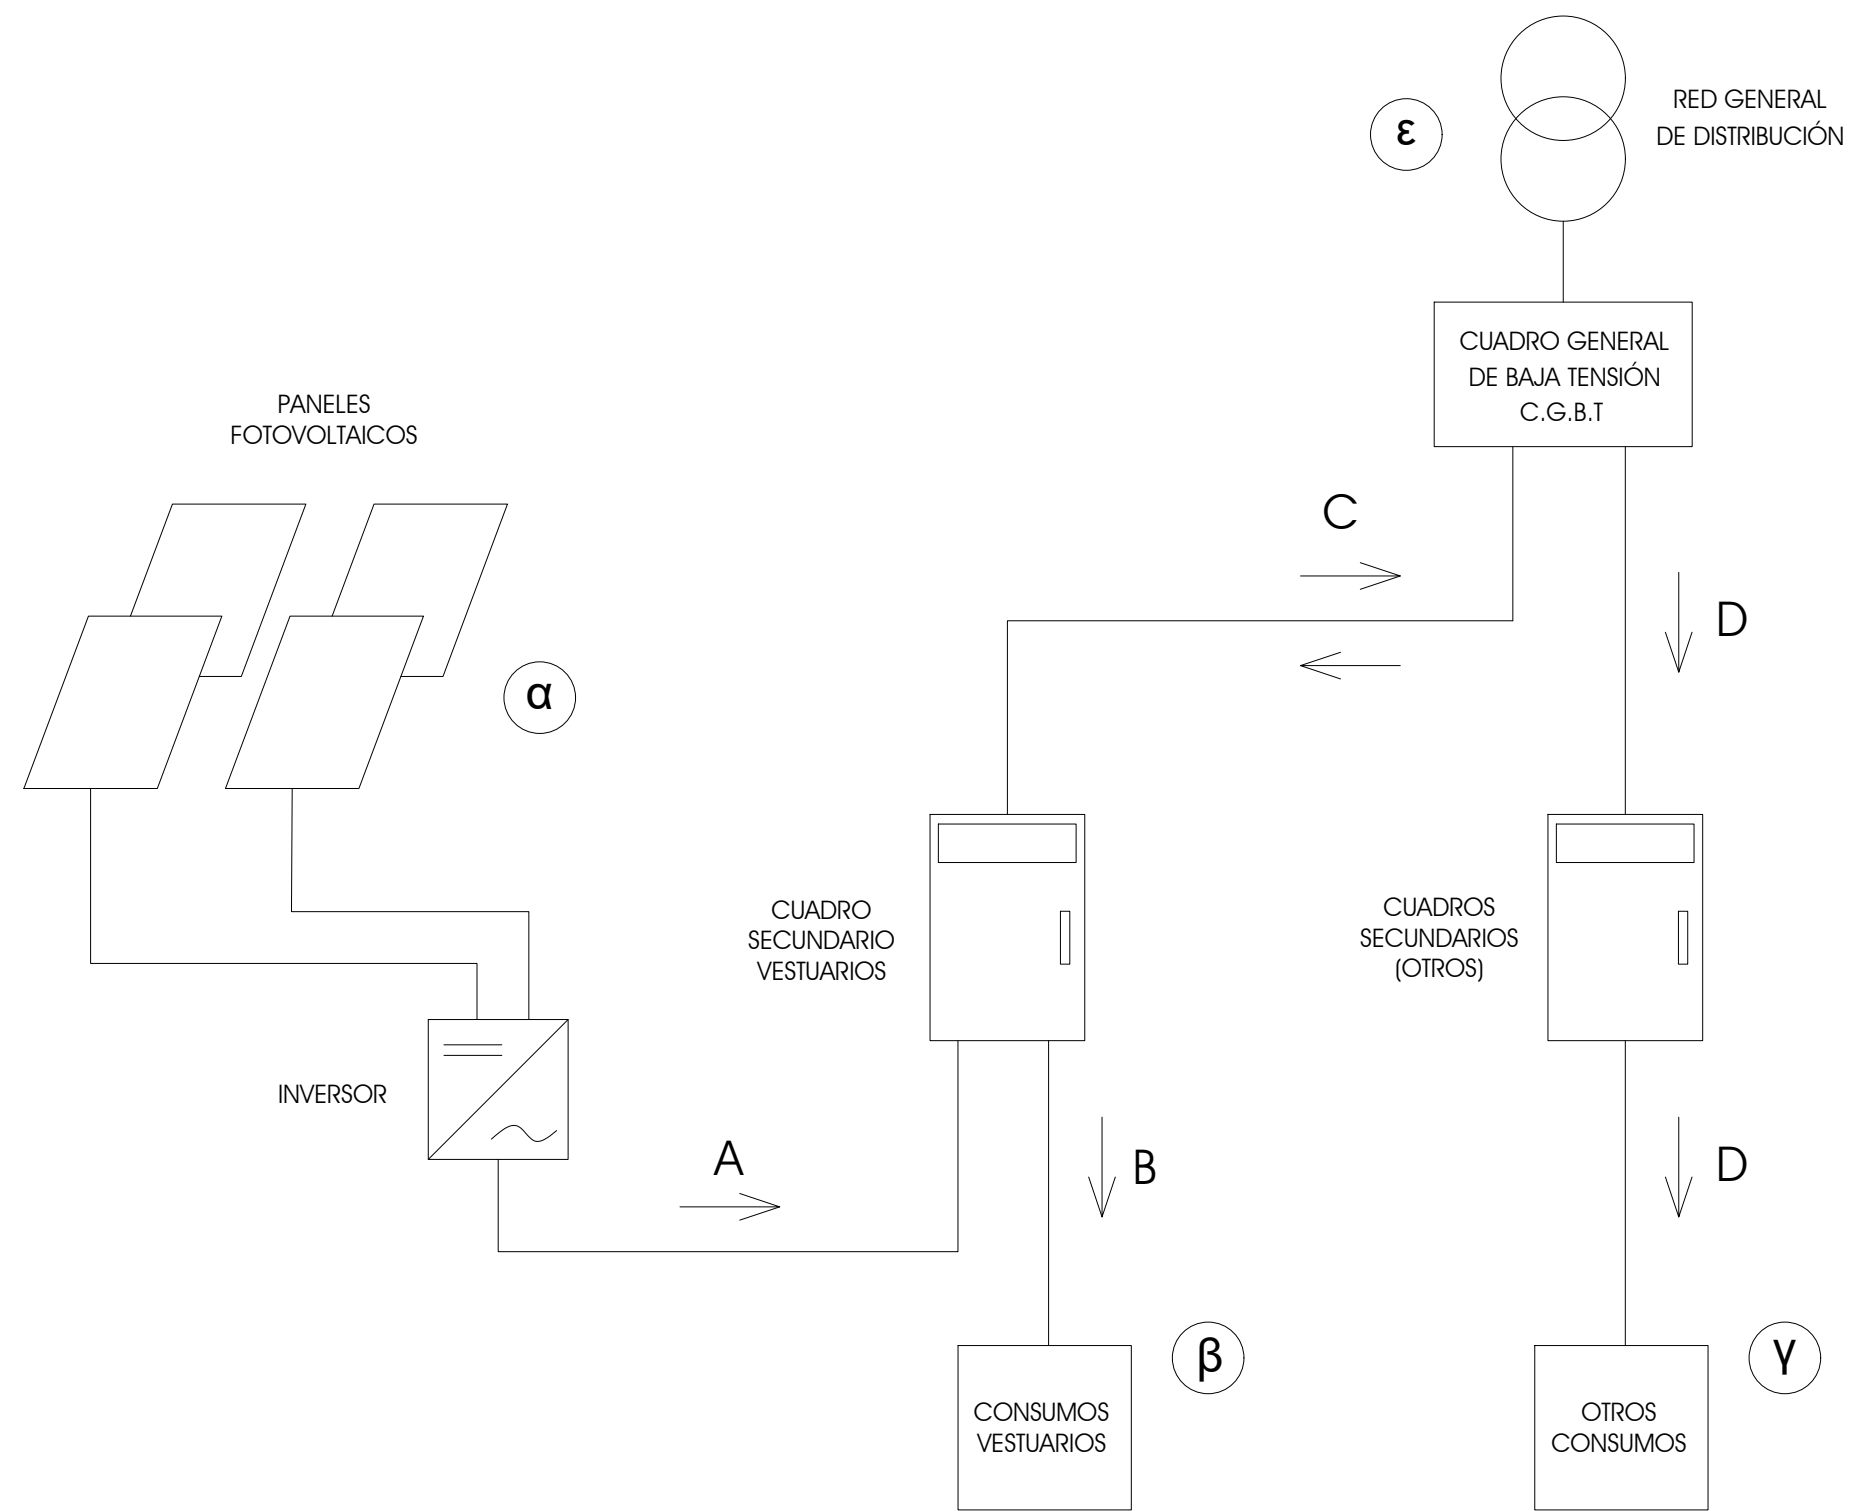 ε
RED GENERAL
DE DISTRIBUCIÓN
CUADRO GENERAL
DE BAJA TENSIÓN
C.G.B.T
PANELES
FOTOVOLTAICOS
C
D
α
CUADRO
SECUNDARIO
VESTUARIOS
CUADROS
SECUNDARIOS
(OTROS)
INVERSOR
A
B
D
β
γ
CONSUMOS
VESTUARIOS
OTROS
CONSUMOS